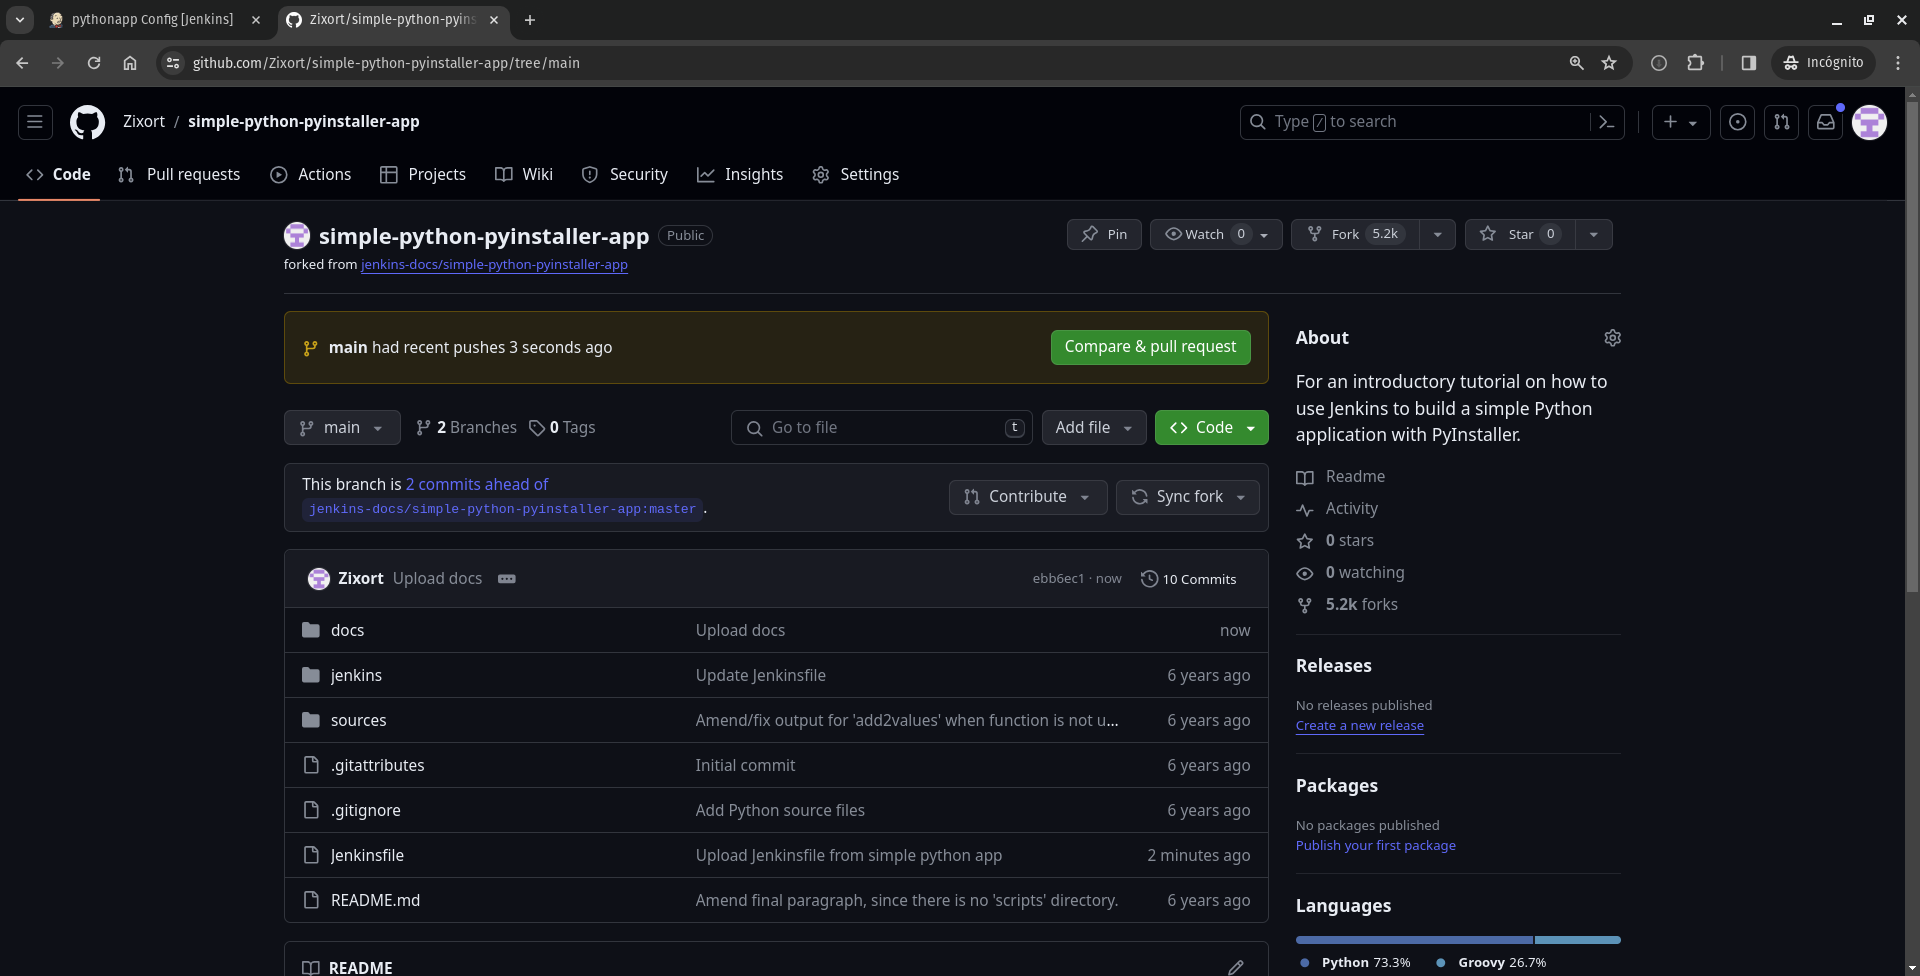 pythonapp Config [Jenkins]
Zixort/simple-python-pyins
github.com/Zixort/simple-python-pyinstaller-app/tree/main
Incógnito
Zixort / simple-python-pyinstaller-app
Type / to search
Code
Pull requests
Actions
Projects
Wiki
Security
Insights
Settings
simple-python-pyinstaller-app Public
Pin
Watch 0
Fork 5.2k
Star 0
forked from jenkins-docs/simple-python-pyinstaller-app
main had recent pushes 3 seconds ago
Compare & pull request
main
2 Branches
0 Tags
Go to file t
Add file
Code
This branch is 2 commits ahead of
jenkins-docs/simple-python-pyinstaller-app:master .
Contribute
Sync fork
Zixort Upload docs
ebb6ec1 · now
10 Commits
docs Upload docs now
jenkins Update Jenkinsfile 6 years ago
sources Amend/fix output for 'add2values' when function is not u... 6 years ago
.gitattributes Initial commit 6 years ago
.gitignore Add Python source files 6 years ago
Jenkinsfile Upload Jenkinsfile from simple python app 2 minutes ago
README.md Amend final paragraph, since there is no 'scripts' directory. 6 years ago
README
About
For an introductory tutorial on how to
use Jenkins to build a simple Python
application with PyInstaller.
Readme
Activity
0 stars
0 watching
5.2k forks
Releases
No releases published
Create a new release
Packages
No packages published
Publish your first package
Languages
Python 73.3% Groovy 26.7%